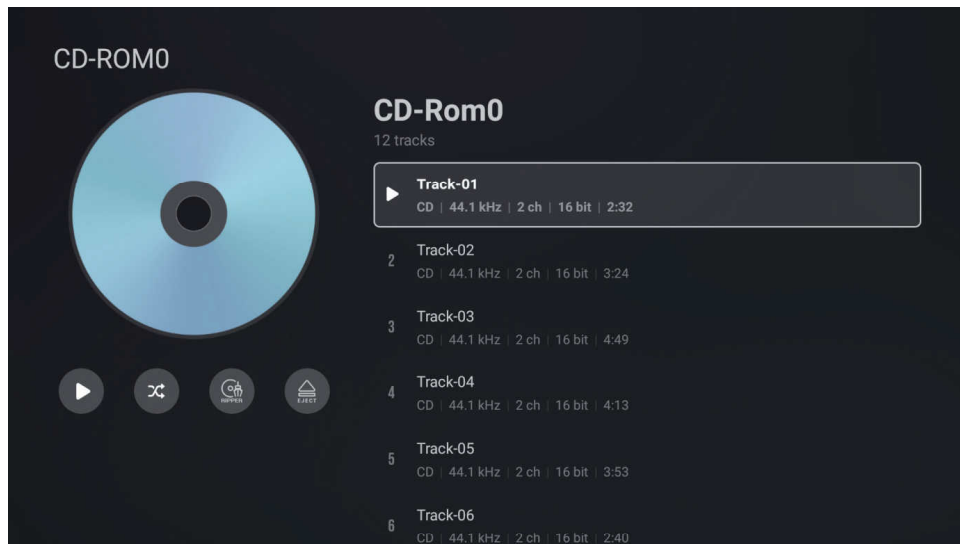 CD-ROM0
CD-Rom0
12 tracks
Track-01
CD | 44.1 kHz | 2 ch | 16 bit | 2:32
2
Track-02
CD | 44.1 kHz | 2 ch | 16 bit | 3:24
3
Track-03
CD | 44.1 kHz | 2 ch | 16 bit | 4:49
4
Track-04
CD | 44.1 kHz | 2 ch | 16 bit | 4:13
5
Track-05
CD | 44.1 kHz | 2 ch | 16 bit | 3:53
6
Track-06
CD | 44.1 kHz | 2 ch | 16 bit | 2:40
RIPPER
EJECT